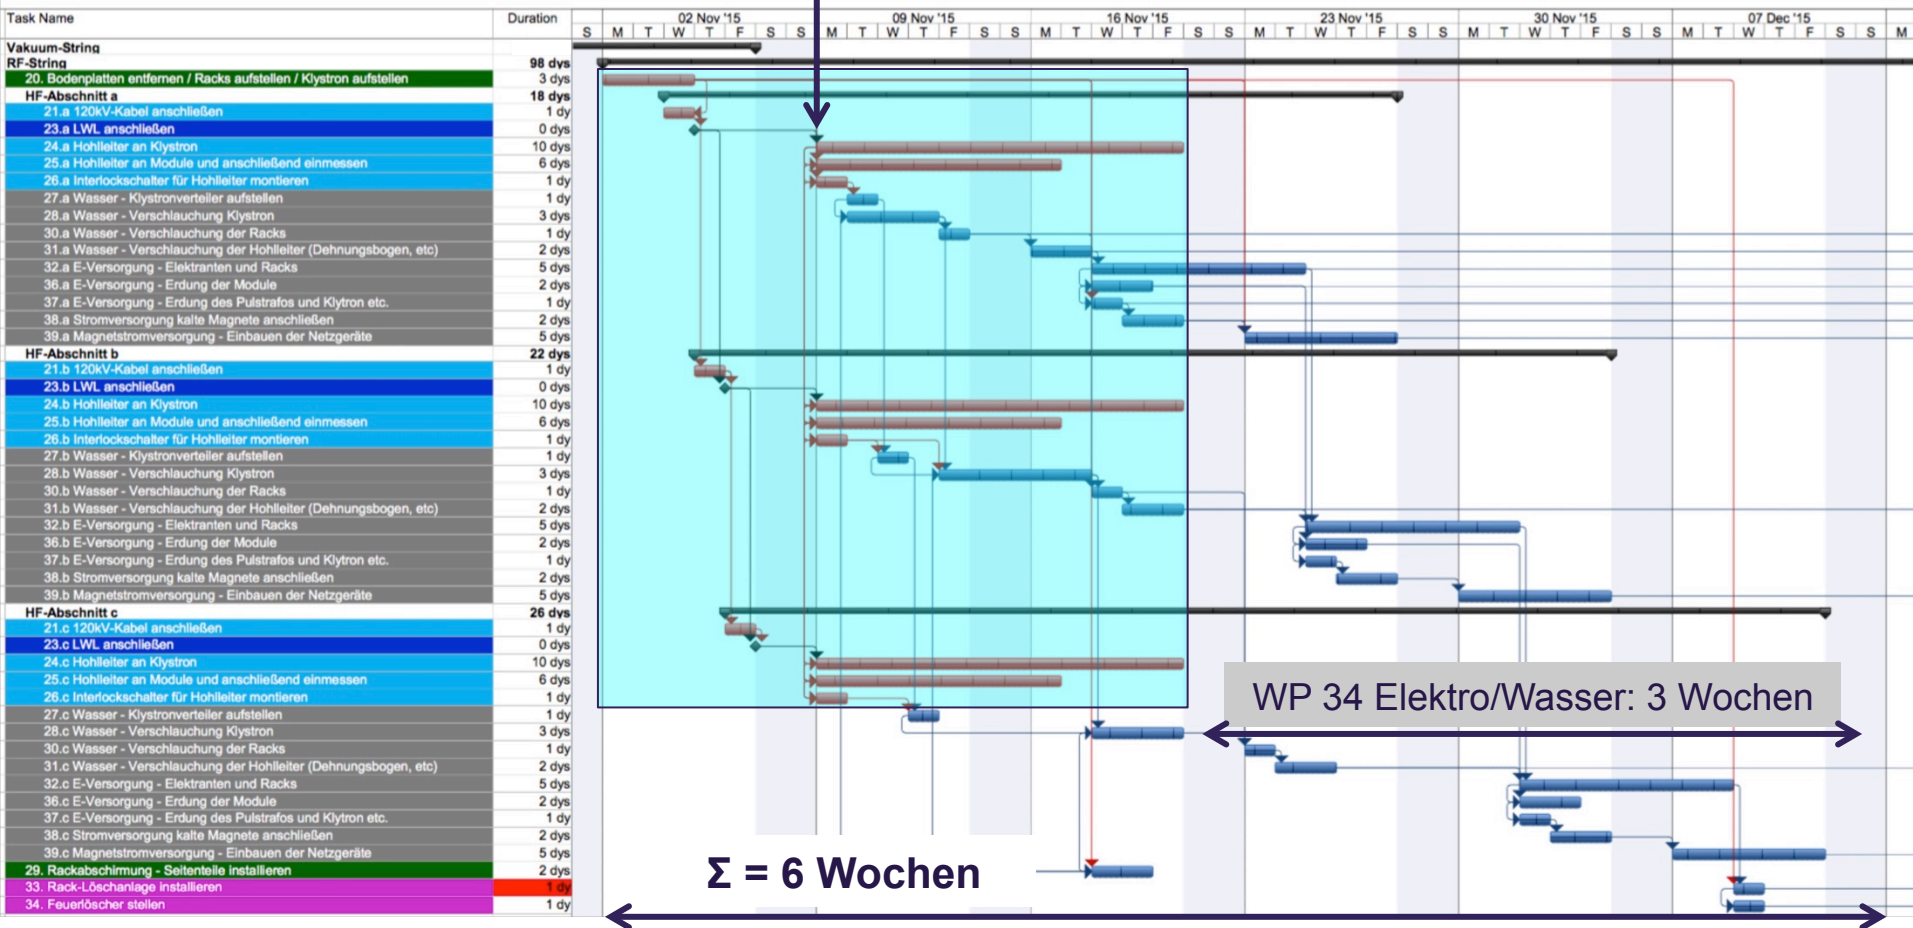 Task Name Duration 02 Nov '15 09 Nov '15 16 Nov '15 23 Nov '15 30 Nov '15 07 Dec '15
S M T W T F S S M T W T F S S M T W T F S S M T W T F S S M T W T F S S M T W T F S S M
Vakuum-String
RF-String 98 dys
20. Bodenplatten entfernen / Racks aufstellen / Klystron aufstellen 3 dys
HF-Abschnitt a 18 dys
21.a 120kV-Kabel anschließen 1 dy
23.a LWL anschließen 0 dys
24.a Hohlleiter an Klystron 10 dys
25.a Hohlleiter an Module und anschließend einmessen 6 dys
26.a Interlockschalter für Hohlleiter montieren 1 dy
27.a Wasser - Klystronverteiler aufstellen 1 dy
28.a Wasser - Verschlauchung Klystron 3 dys
30.a Wasser - Verschlauchung der Racks 1 dy
31.a Wasser - Verschlauchung der Hohlleiter (Dehnungsbogen, etc) 2 dys
32.a E-Versorgung - Elektranten und Racks 5 dys
36.a E-Versorgung - Erdung der Module 2 dys
37.a E-Versorgung - Erdung des Pulstrafos und Klytron etc. 1 dy
38.a Stromversorgung kalte Magnete anschließen 2 dys
39.a Magnetstromversorgung - Einbauen der Netzgeräte 5 dys
HF-Abschnitt b 22 dys
21.b 120kV-Kabel anschließen 1 dy
23.b LWL anschließen 0 dys
24.b Hohlleiter an Klystron 10 dys
25.b Hohlleiter an Module und anschließend einmessen 6 dys
26.b Interlockschalter für Hohlleiter montieren 1 dy
27.b Wasser - Klystronverteiler aufstellen 1 dy
28.b Wasser - Verschlauchung Klystron 3 dys
30.b Wasser - Verschlauchung der Racks 1 dy
31.b Wasser - Verschlauchung der Hohlleiter (Dehnungsbogen, etc) 2 dys
32.b E-Versorgung - Elektranten und Racks 5 dys
36.b E-Versorgung - Erdung der Module 2 dys
37.b E-Versorgung - Erdung des Pulstrafos und Klytron etc. 1 dy
38.b Stromversorgung kalte Magnete anschließen 2 dys
39.b Magnetstromversorgung - Einbauen der Netzgeräte 5 dys
HF-Abschnitt c 26 dys
21.c 120kV-Kabel anschließen 1 dy
23.c LWL anschließen 0 dys
24.c Hohlleiter an Klystron 10 dys
25.c Hohlleiter an Module und anschließend einmessen 6 dys
26.c Interlockschalter für Hohlleiter montieren 1 dy
WP 34 Elektro/Wasser: 3 Wochen
27.c Wasser - Klystronverteiler aufstellen 1 dy
28.c Wasser - Verschlauchung Klystron 3 dys
30.c Wasser - Verschlauchung der Racks 1 dy
31.c Wasser - Verschlauchung der Hohlleiter (Dehnungsbogen, etc) 2 dys
32.c E-Versorgung - Elektranten und Racks 5 dys
36.c E-Versorgung - Erdung der Module 2 dys
37.c E-Versorgung - Erdung des Pulstrafos und Klytron etc. 1 dy
38.c Stromversorgung kalte Magnete anschließen 2 dys
39.c Magnetstromversorgung - Einbauen der Netzgeräte 5 dys
29. Rackabschirmung - Seitenteile installieren 2 dys
Σ = 6 Wochen
33. Rack-Löschanlage installieren 1 dy
34. Feuerlöscher stellen 1 dy